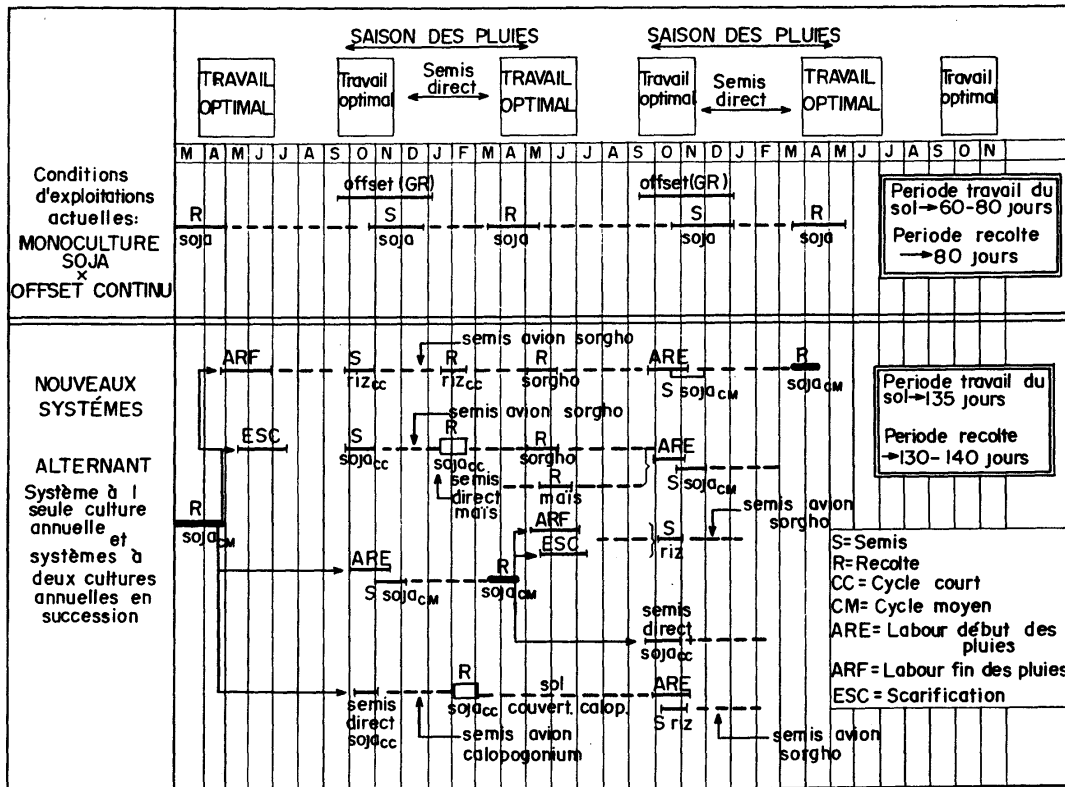 SAISON DES PLUIES
SAISON DES PLUIES
TRAVAIL
OPTIMAL
Travail
optimal
Semis
direct
TRAVAIL
OPTIMAL
Travail
optimal
Semis
direct
TRAVAIL
OPTIMAL
Travail
optimal
M A M J J A S O N D J F M A M J J A S O N D J F M A M J J A S O N
Conditions
d'exploitations
actuelles:
MONOCULTURE
SOJA
x
OFFSET CONTINU
offset (GR)
offset(GR)
R
S
R
S
R
soja
soja
soja
soja
soja
Periode travail du
sol→60-80 jours
Periode recolte
→80 jours
NOUVEAUX
SYSTÉMES
ALTERNANT
Système à 1
seule culture
annuelle
et
systèmes à
deux cultures
annuelles en
succession
semis avion sorgho
ARF
S
R
R
ARE
R
riz CC
riz CC
sorgho
S soja CM
soja CM
semis avion sorgho
ESC
S
R
R
ARE
soja CC
soja CC
sorgho
semis
direct
maïs
R
maïs
S soja CM
R
soja CM
ARF
ESC
S
riz
semis avion
sorgho
ARE
S soja CM
R
soja CM
semis
direct
soja CC
R
soja CC
sol
couvert. calop.
ARE
S riz
semis
direct
soja CC
semis avion
calopogonium
semis avion
sorgho
Periode travail du
sol→135 jours
Periode recolte
→130-140 jours
S=Semis
R=Recolte
CC=Cycle court
CM=Cycle moyen
ARE=Labour début des
pluies
ARF=Labour fin des pluies
ESC=Scarification